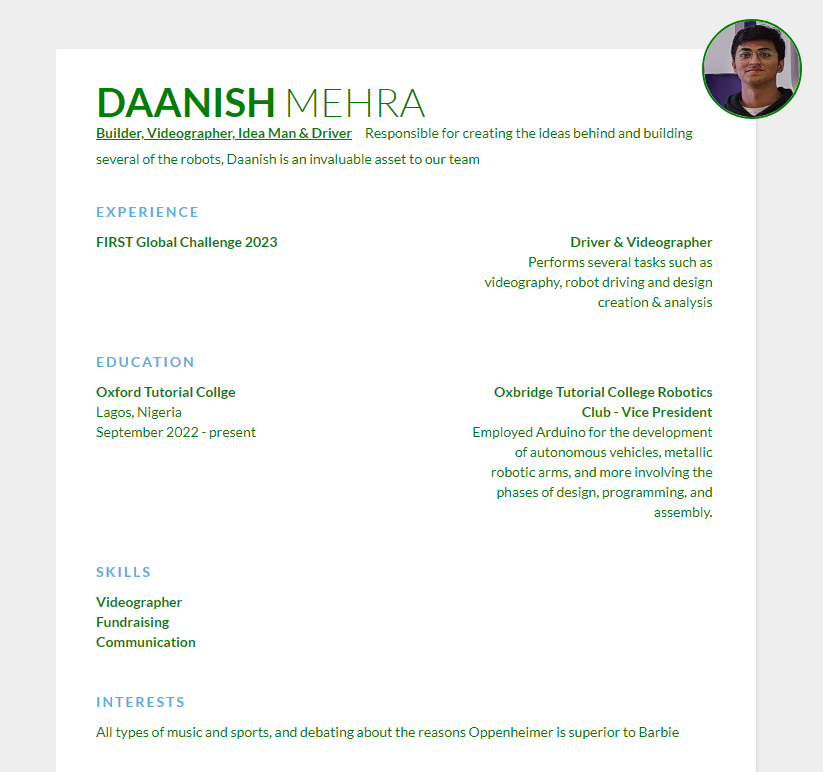 DAANISH MEHRA
Builder, Videographer, Idea Man & Driver Responsible for creating the ideas behind and building
several of the robots, Daanish is an invaluable asset to our team
EXPERIENCE
FIRST Global Challenge 2023
Driver & Videographer
Performs several tasks such as
videography, robot driving and design
creation & analysis
EDUCATION
Oxford Tutorial Collge
Lagos, Nigeria
September 2022 - present
Oxbridge Tutorial College Robotics
Club - Vice President
Employed Arduino for the development
of autonomous vehicles, metallic
robotic arms, and more involving the
phases of design, programming, and
assembly.
SKILLS
Videographer
Fundraising
Communication
INTERESTS
All types of music and sports, and debating about the reasons Oppenheimer is superior to Barbie